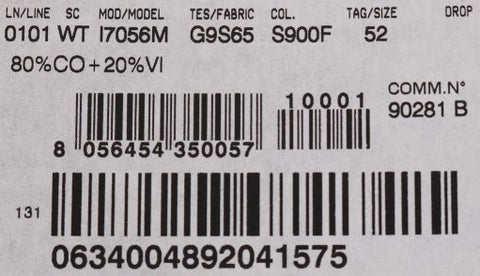 LN/LINE SC MOD/MODEL TES/FABRIC COL. TAG/SIZE DROP
0101 WT I7056M G9S65 S900F 52
80%CO+20%VI
COMM.N°
90281 B
10001
8 056454 350057
131
0634004892041575